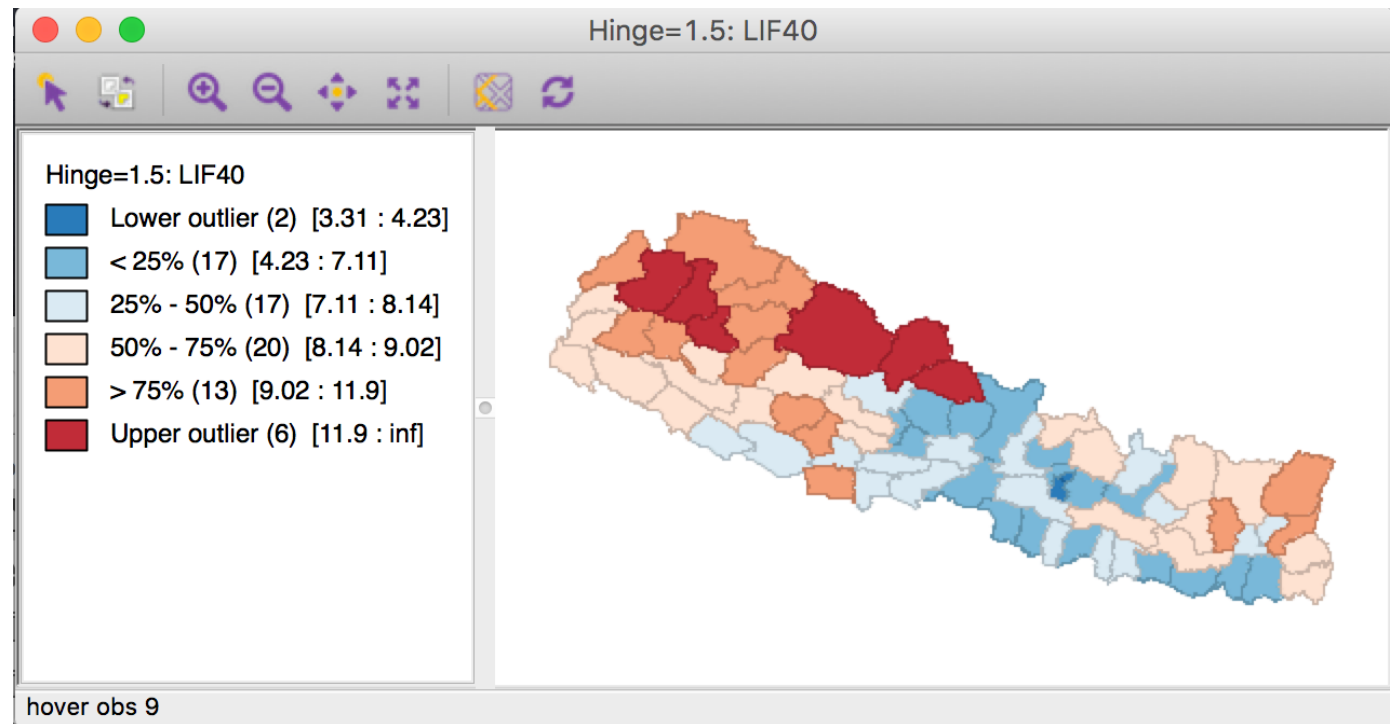 Hinge=1.5: LIF40
Hinge=1.5: LIF40
Lower outlier (2) [3.31 : 4.23]
< 25% (17) [4.23 : 7.11]
25% - 50% (17) [7.11 : 8.14]
50% - 75% (20) [8.14 : 9.02]
> 75% (13) [9.02 : 11.9]
Upper outlier (6) [11.9 : inf]
hover obs 9